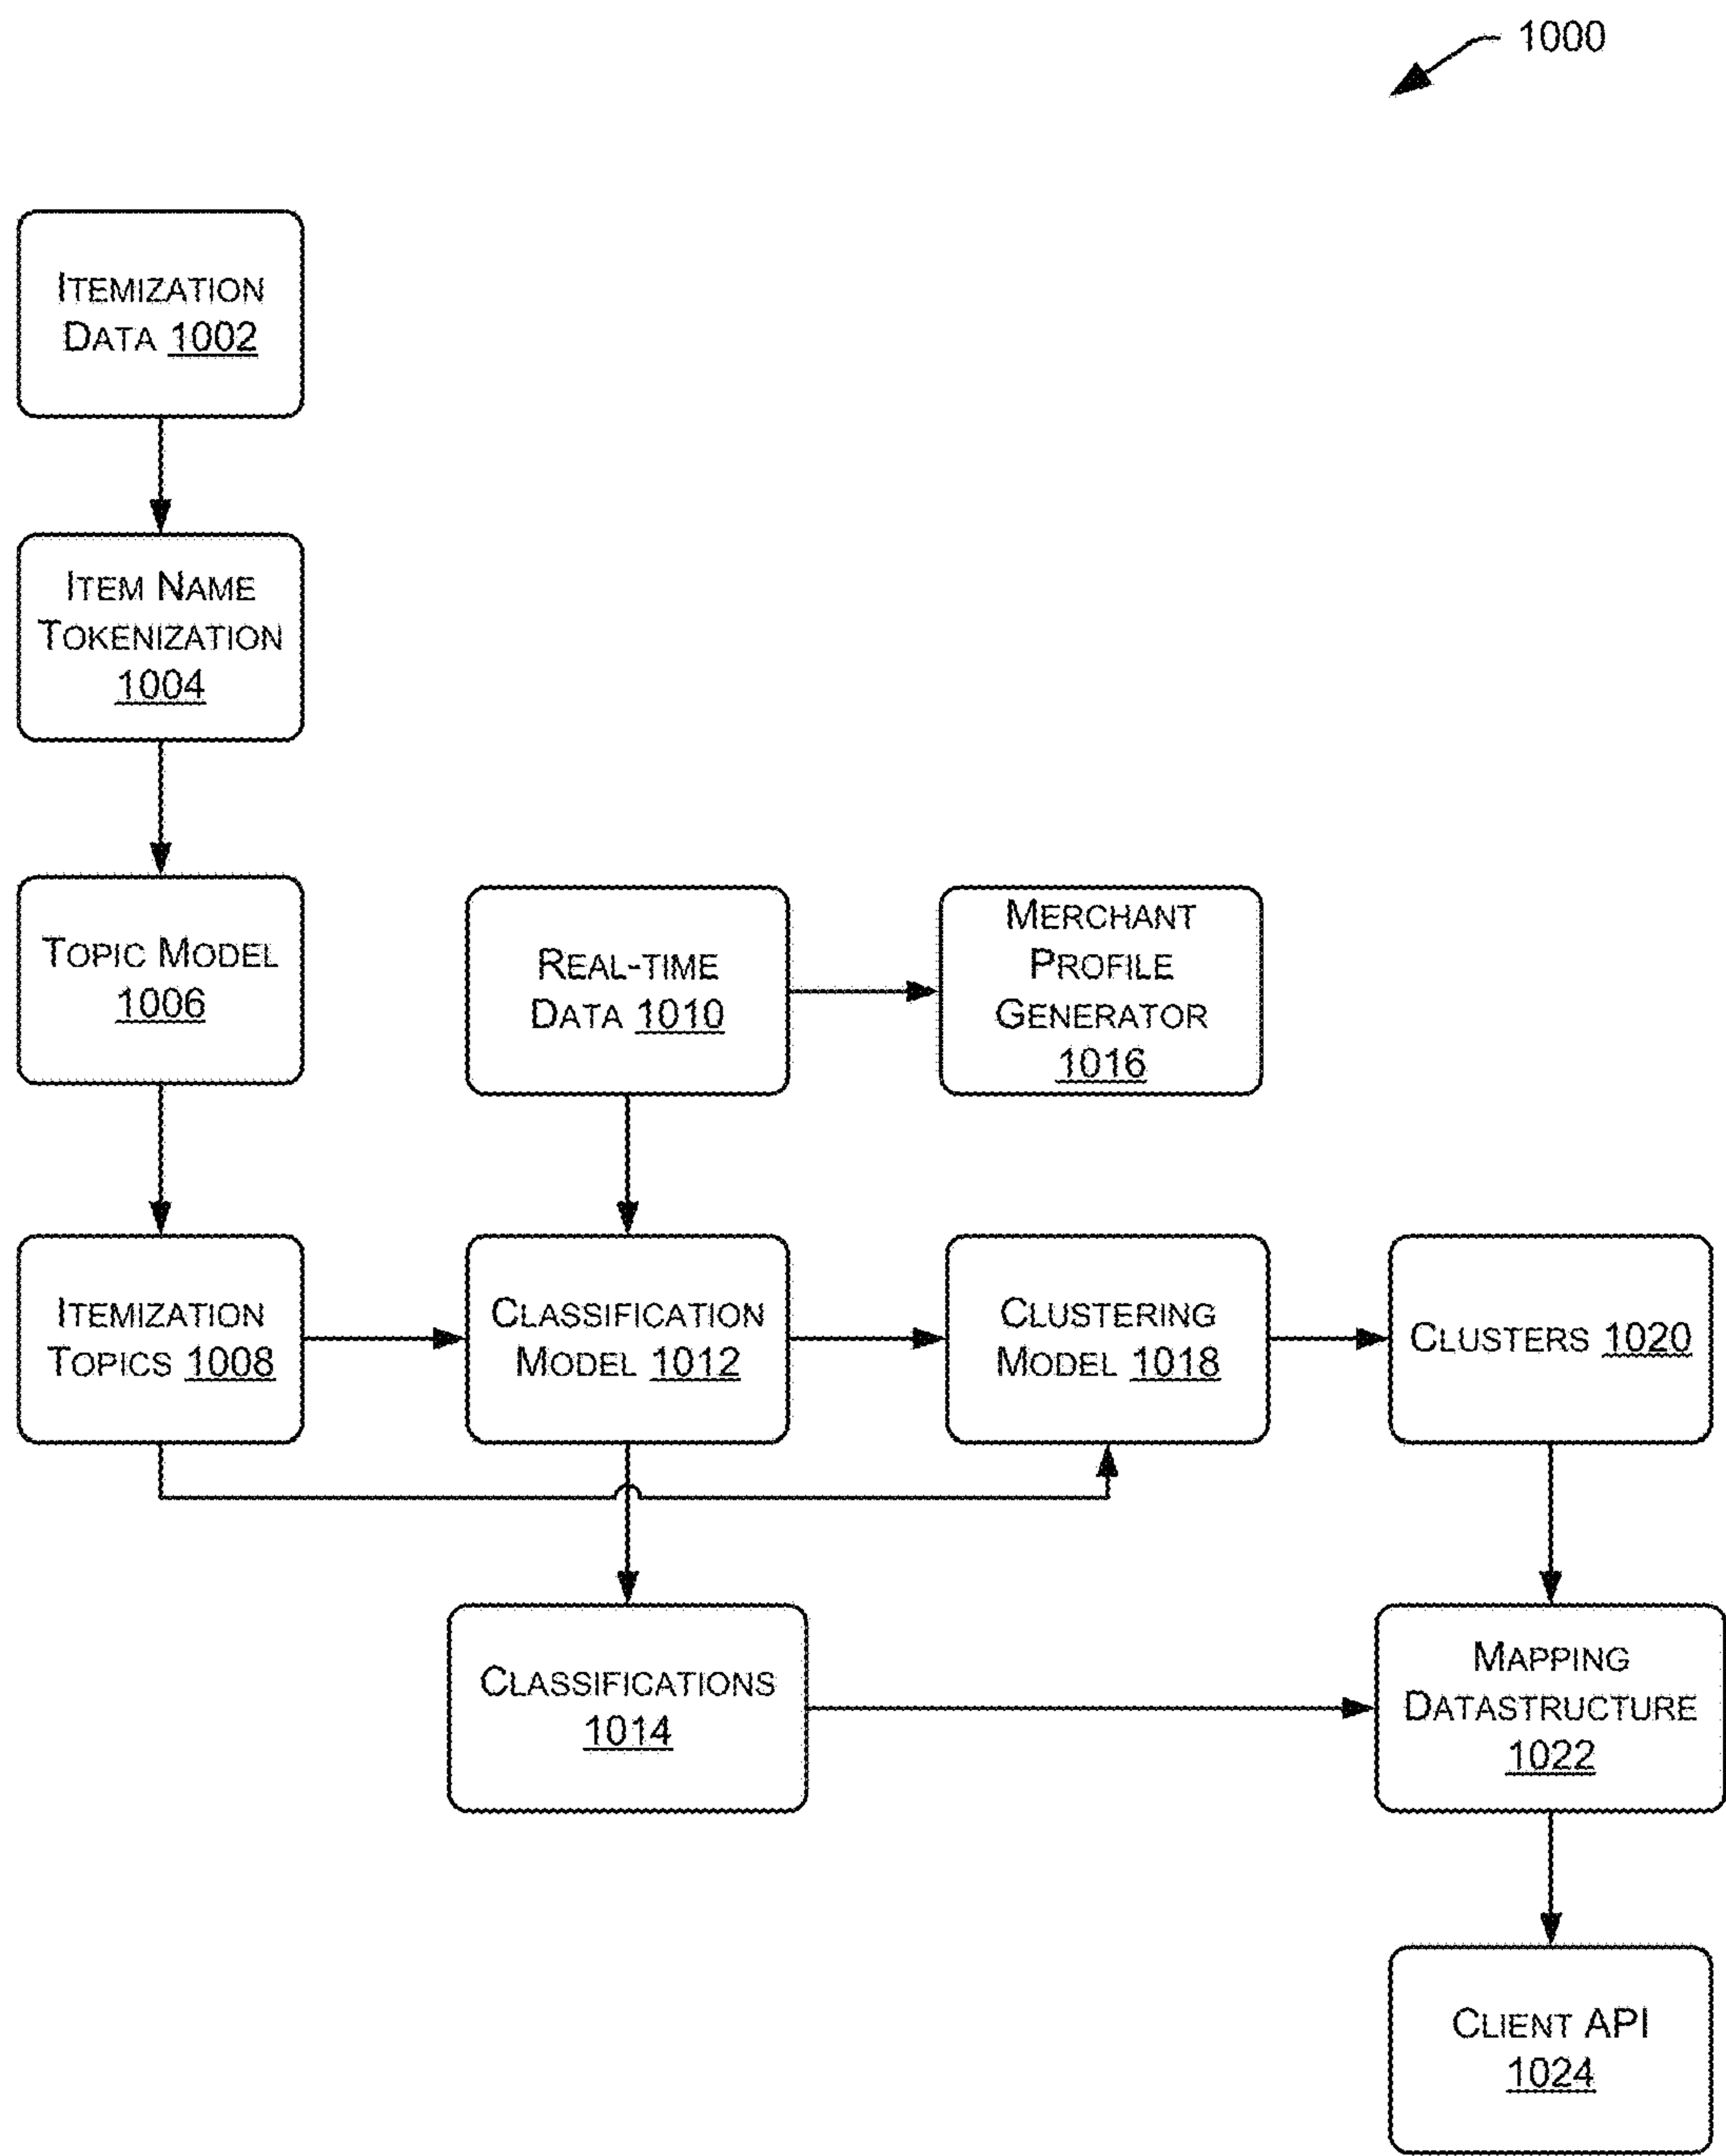 1000
ITEMIZATION
DATA 1002
ITEM NAME
TOKENIZATION
1004
TOPIC MODEL
1006
REAL-TIME
DATA 1010
MERCHANT
PROFILE
GENERATOR
1016
ITEMIZATION
TOPICS 1008
CLASSIFICATION
MODEL 1012
CLUSTERING
MODEL 1018
CLUSTERS 1020
CLASSIFICATIONS
1014
MAPPING
DATASTRUCTURE
1022
CLIENT API
1024